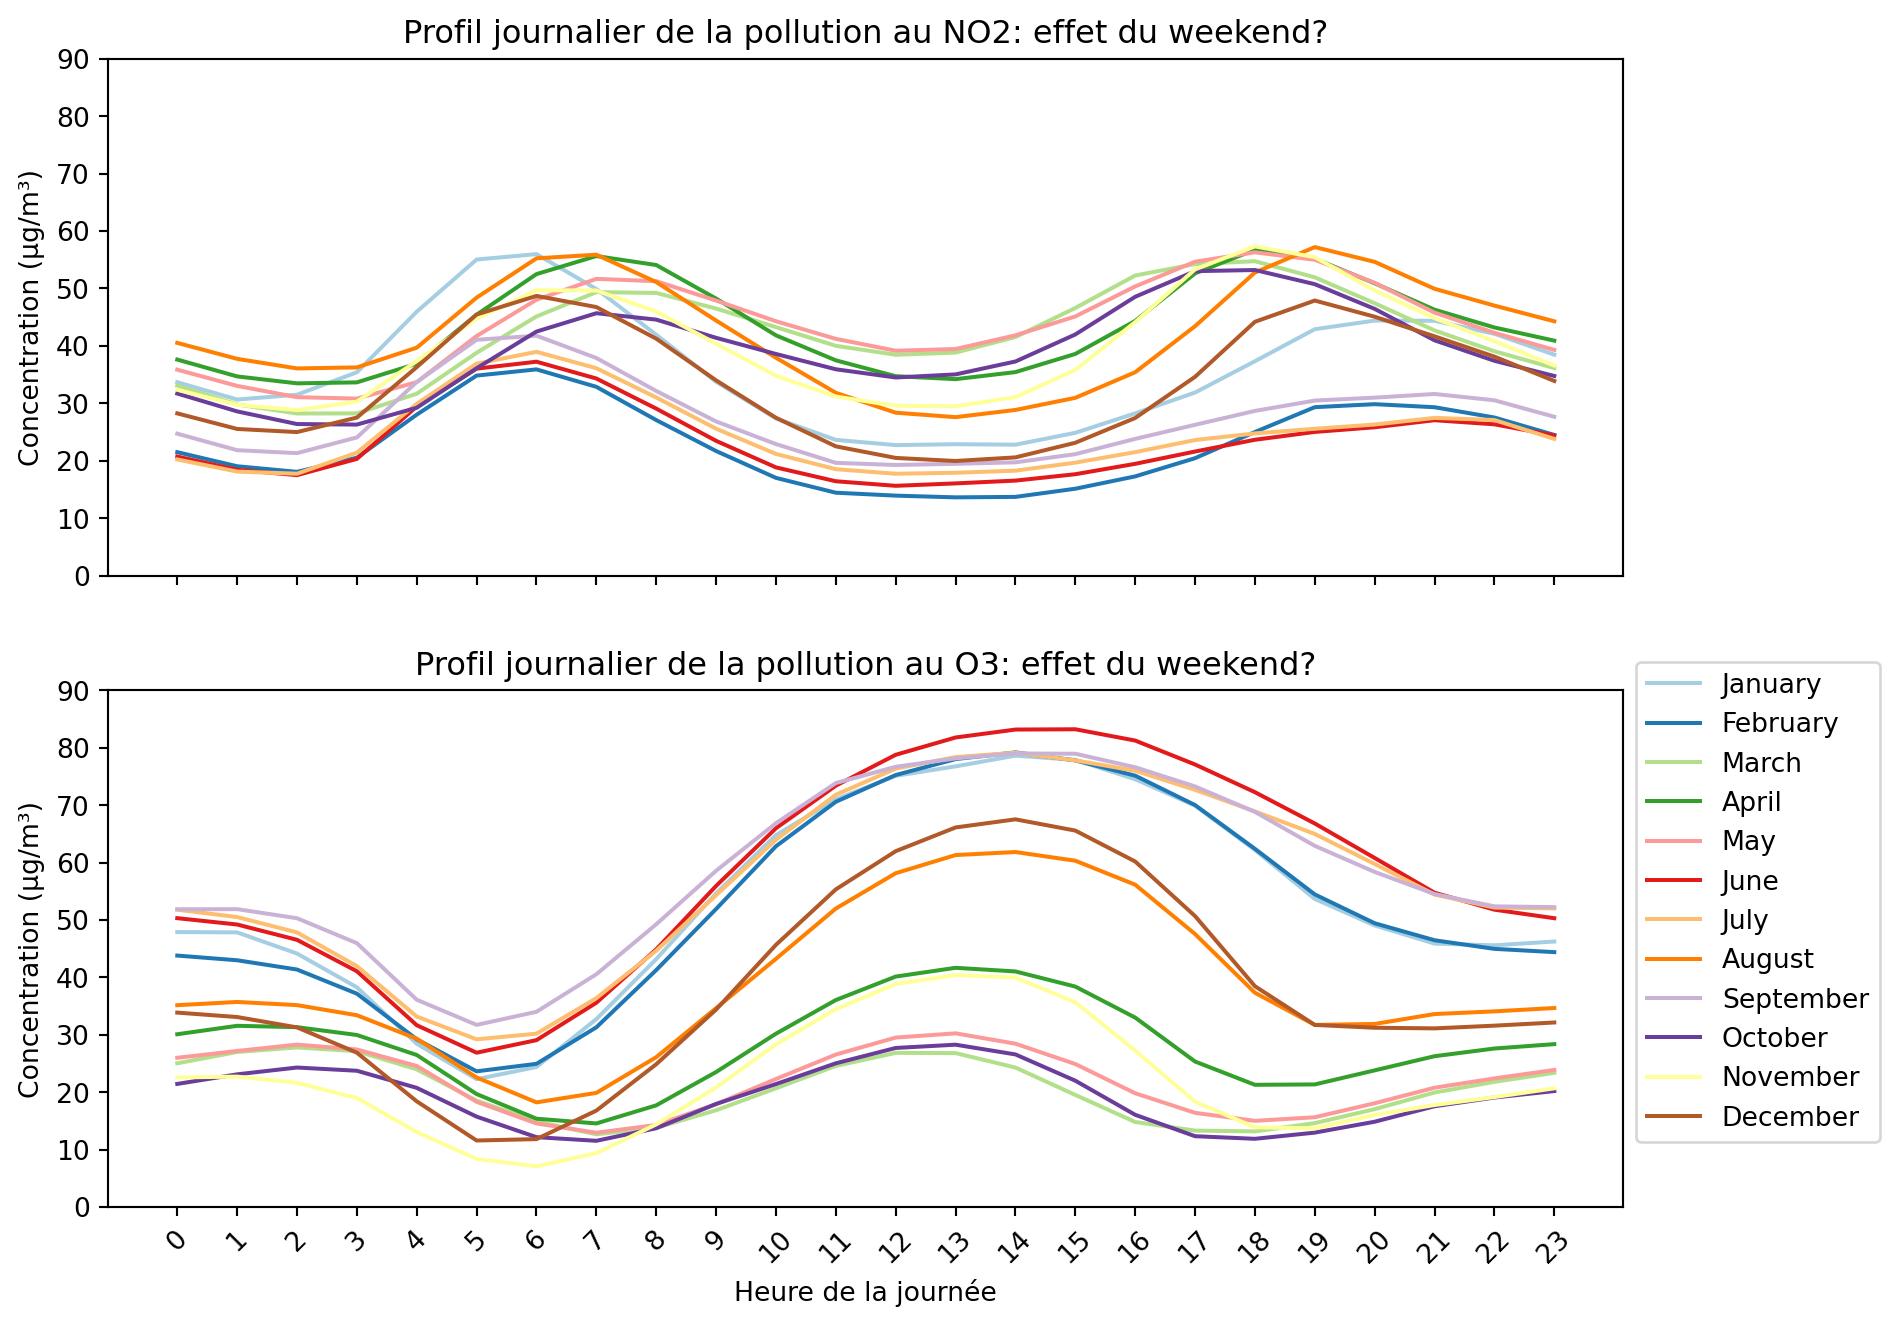 Profil journalier de la pollution au NO2: effet du weekend?
Concentration (µg/m³)
90
80
70
60
50
40
30
20
10
0
Profil journalier de la pollution au O3: effet du weekend?
Concentration (µg/m³)
90
80
70
60
50
40
30
20
10
0
0 1 2 3 4 5 6 7 8 9 10 11 12 13 14 15 16 17 18 19 20 21 22 23
Heure de la journée
January
February
March
April
May
June
July
August
September
October
November
December